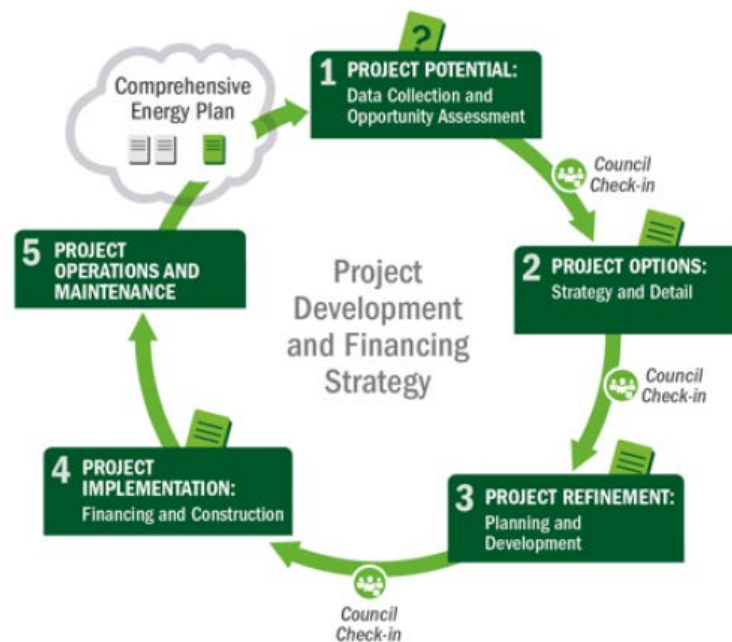 Comprehensive
Energy Plan
?
1 PROJECT POTENTIAL:
Data Collection and
Opportunity Assessment
Council
Check-in
2 PROJECT OPTIONS:
Strategy and Detail
Council
Check-in
3 PROJECT REFINEMENT:
Planning and
Development
Council
Check-in
4 PROJECT
IMPLEMENTATION:
Financing and Construction
5 PROJECT
OPERATIONS AND
MAINTENANCE
Project
Development
and Financing
Strategy